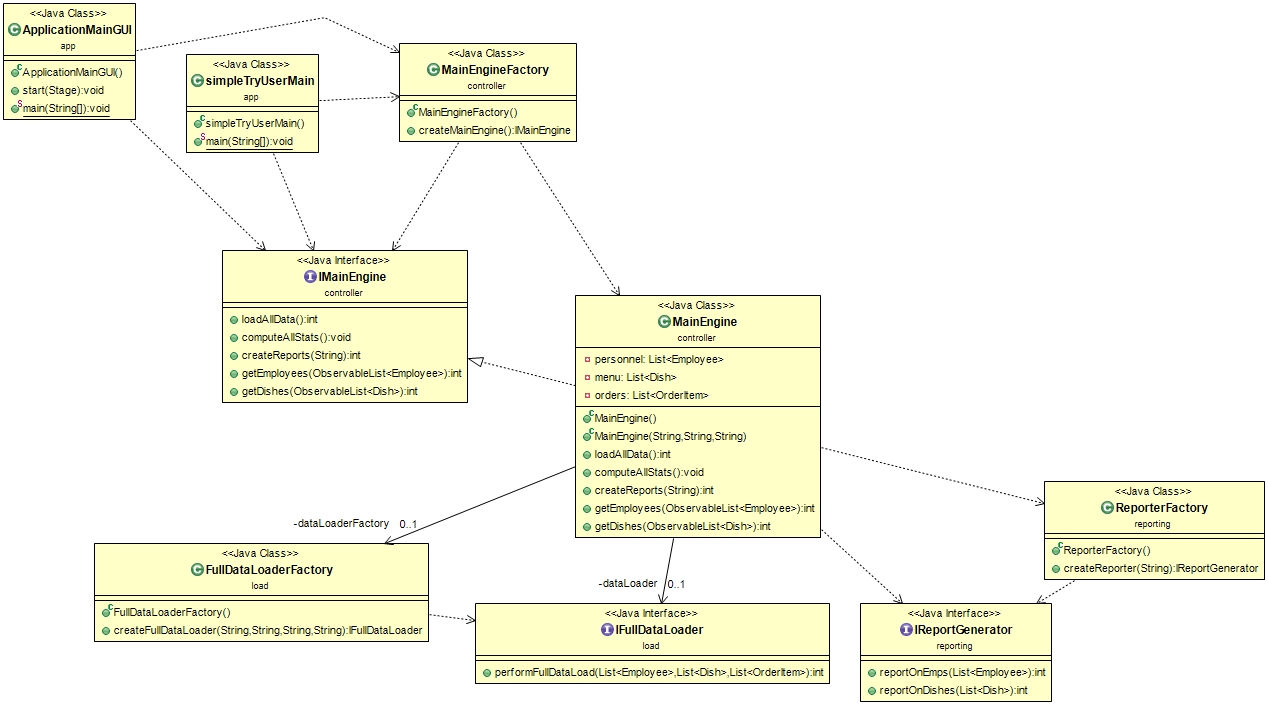 <<Java Class>>
ApplicationMainGUI
app
ApplicationMainGUI()
start(Stage):void
main(String[]):void
<<Java Class>>
simpleTryUserMain
app
simpleTryUserMain()
main(String[]):void
<<Java Class>>
MainEngineFactory
controller
MainEngineFactory()
createMainEngine():IMainEngine
<<Java Interface>>
IMainEngine
controller
loadAllData():int
computeAllStats():void
createReports(String):int
getEmployees(ObservableList<Employee>):int
getDishes(ObservableList<Dish>):int
<<Java Class>>
MainEngine
controller
personnel: List<Employee>
menu: List<Dish>
orders: List<OrderItem>
MainEngine()
MainEngine(String,String,String)
loadAllData():int
computeAllStats():void
createReports(String):int
getEmployees(ObservableList<Employee>):int
getDishes(ObservableList<Dish>):int
<<Java Class>>
ReporterFactory
reporting
ReporterFactory()
createReporter(String):IReportGenerator
-dataLoaderFactory 0..1
<<Java Class>>
FullDataLoaderFactory
load
FullDataLoaderFactory()
createFullDataLoader(String,String,String,String):IFullDataLoader
-dataLoader 0..1
<<Java Interface>>
IFullDataLoader
load
performFullDataLoad(List<Employee>,List<Dish>,List<OrderItem>):int
<<Java Interface>>
IReportGenerator
reporting
reportOnEmps(List<Employee>):int
reportOnDishes(List<Dish>):int